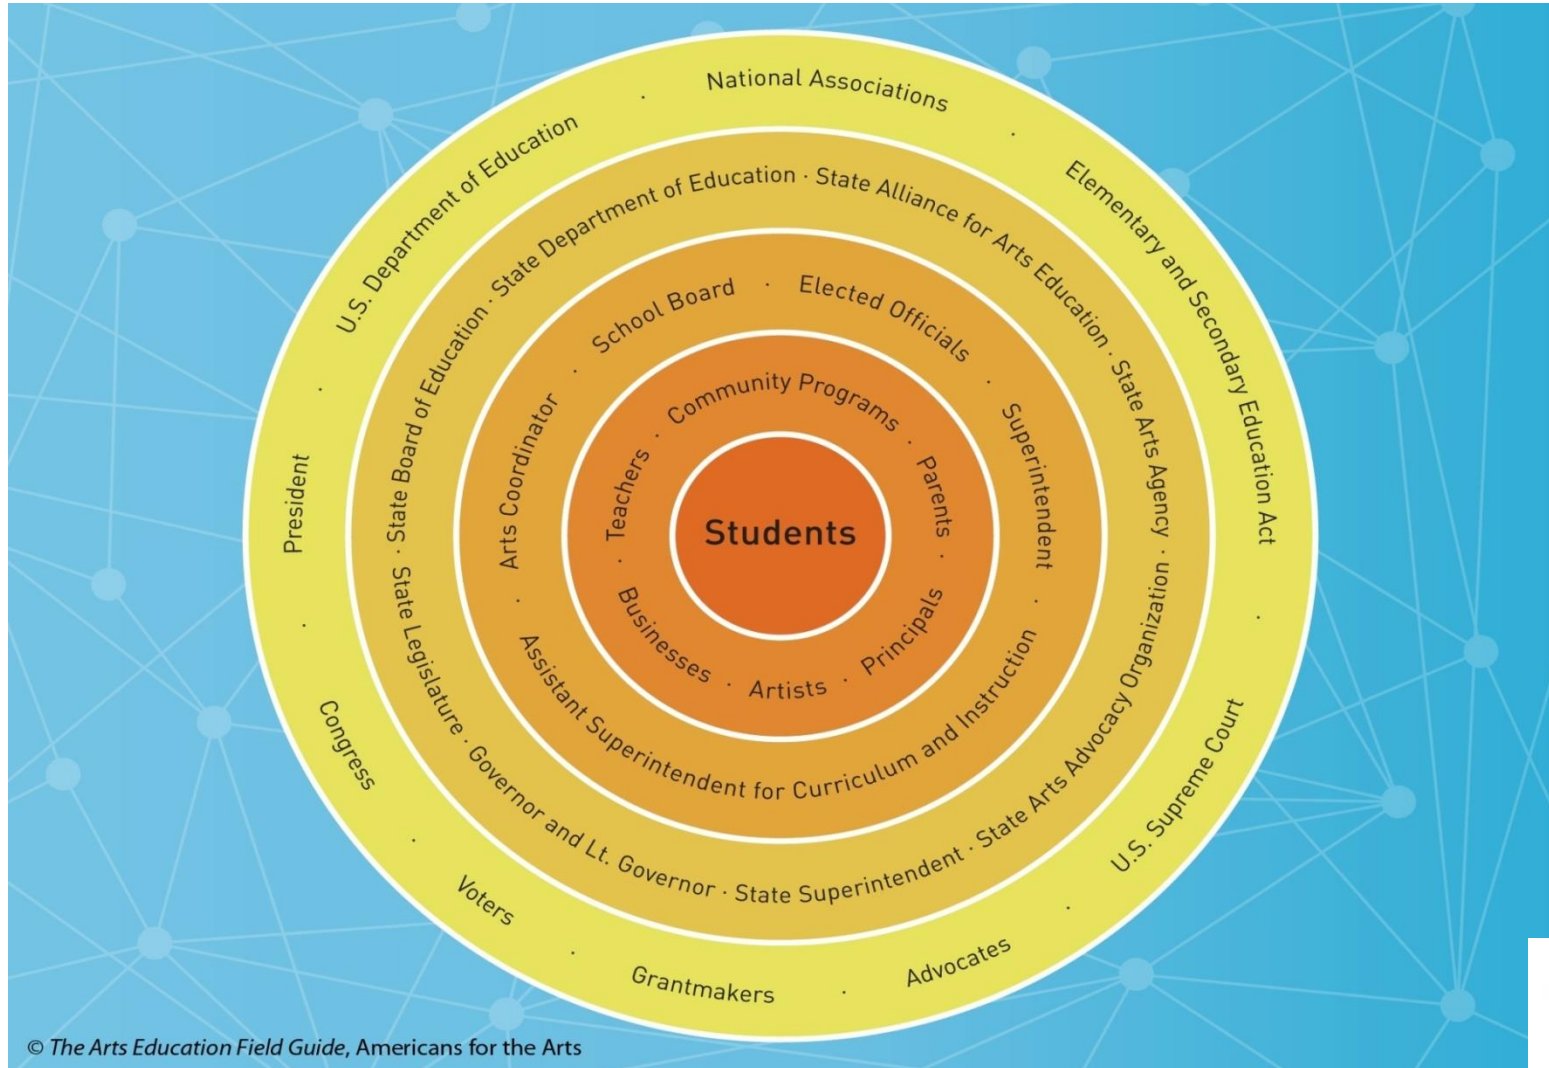 National Associations
·
Elementary and Secondary Education Act
·
U.S. Supreme Court
·
Advocates
·
Grantmakers
·
Voters
·
Congress
·
President
·
U.S. Department of Education
·
State Department of Education · State Alliance for Arts Education · State Arts Agency · State Arts Advocacy Organization · State Superintendent · Governor and Lt. Governor · State Legislature · State Board of Education ·
School Board · Elected Officials · Superintendent · Assistant Superintendent for Curriculum and Instruction · Arts Coordinator ·
Community Programs · Parents · Principals · Artists · Businesses · Teachers ·
Students
© The Arts Education Field Guide, Americans for the Arts